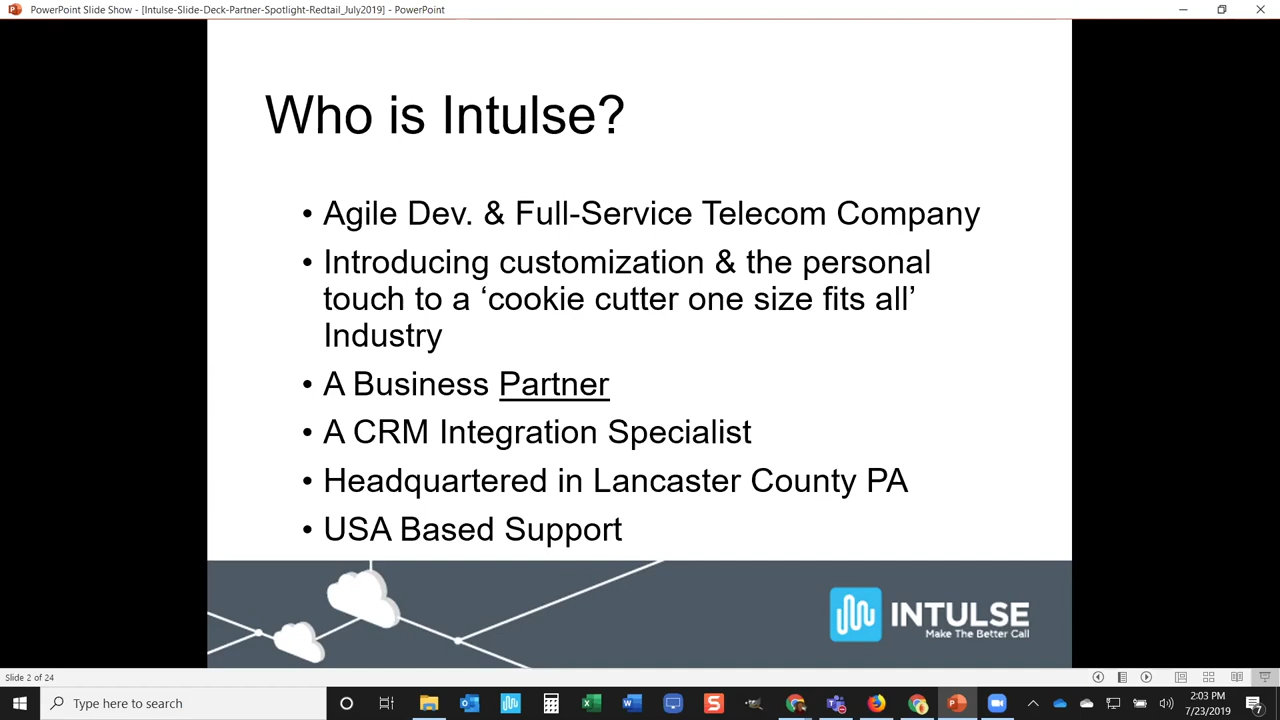 PowerPoint Slide Show - [Intulse-Slide-Deck-Partner-Spotlight-Redtail_July2019] - PowerPoint
Who is Intulse?
• Agile Dev. & Full-Service Telecom Company
• Introducing customization & the personal
touch to a ‘cookie cutter one size fits all’
Industry
• A Business Partner
• A CRM Integration Specialist
• Headquartered in Lancaster County PA
• USA Based Support
INTULSE
Make The Better Call
Slide 2 of 24
Type here to search
2:03 PM
7/23/2019
7